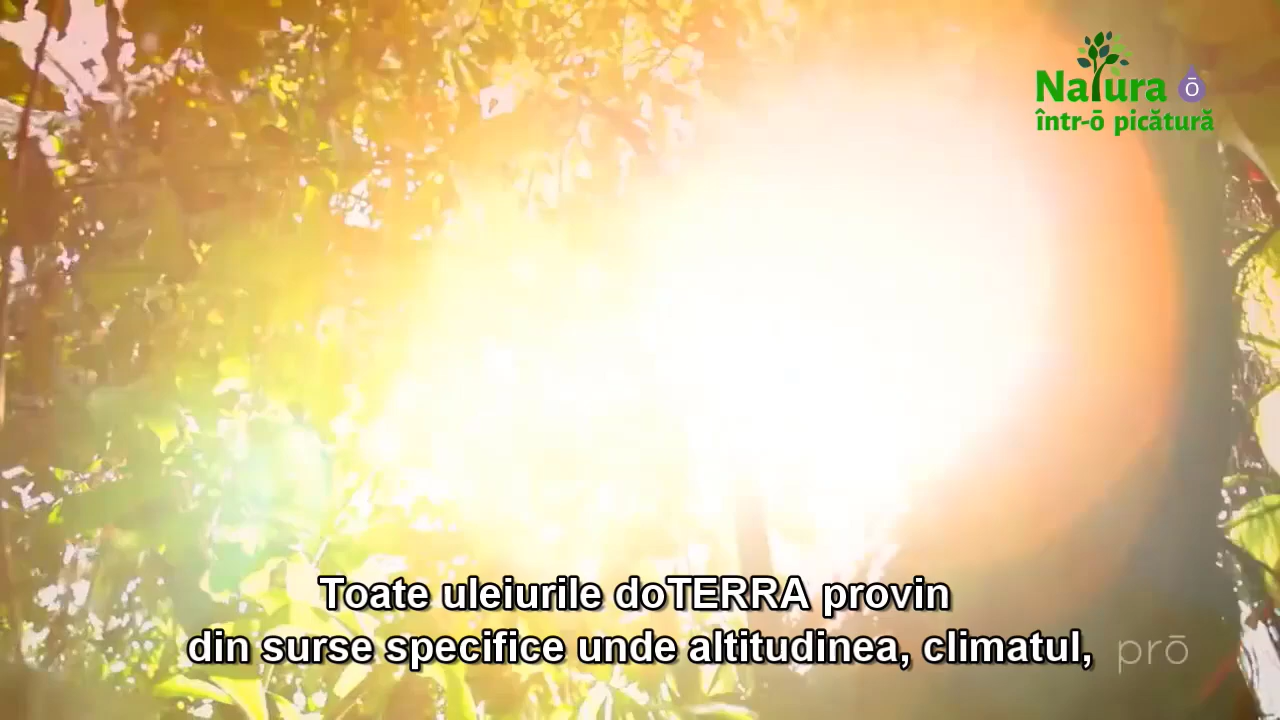 Natura ō
într-ō picătură
Toate uleiurile doTERRA provin
din surse specifice unde altitudinea, climatul,
prō